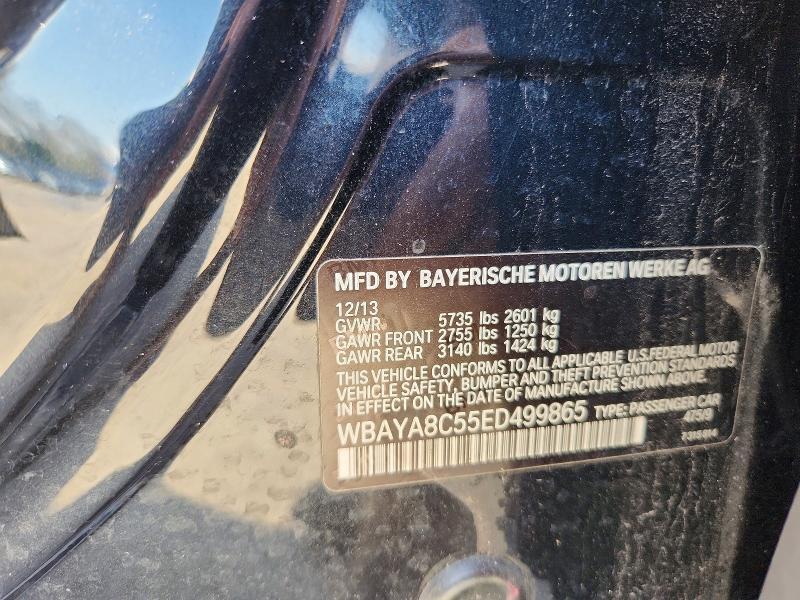 MFD BY BAYERISCHE MOTOREN WERKE AG
12/13
GVWR 5735 lbs 2601 kg
GAWR FRONT 2755 lbs 1250 kg
GAWR REAR 3140 lbs 1424 kg
THIS VEHICLE CONFORMS TO ALL APPLICABLE U.S.FEDERAL MOTOR
VEHICLE SAFETY, BUMPER AND THEFT PREVENTION STANDARDS
IN EFFECT ON THE DATE OF MANUFACTURE SHOWN ABOVE.
WBAYA8C55ED499865 TYPE: PASSENGER CAR
475/9